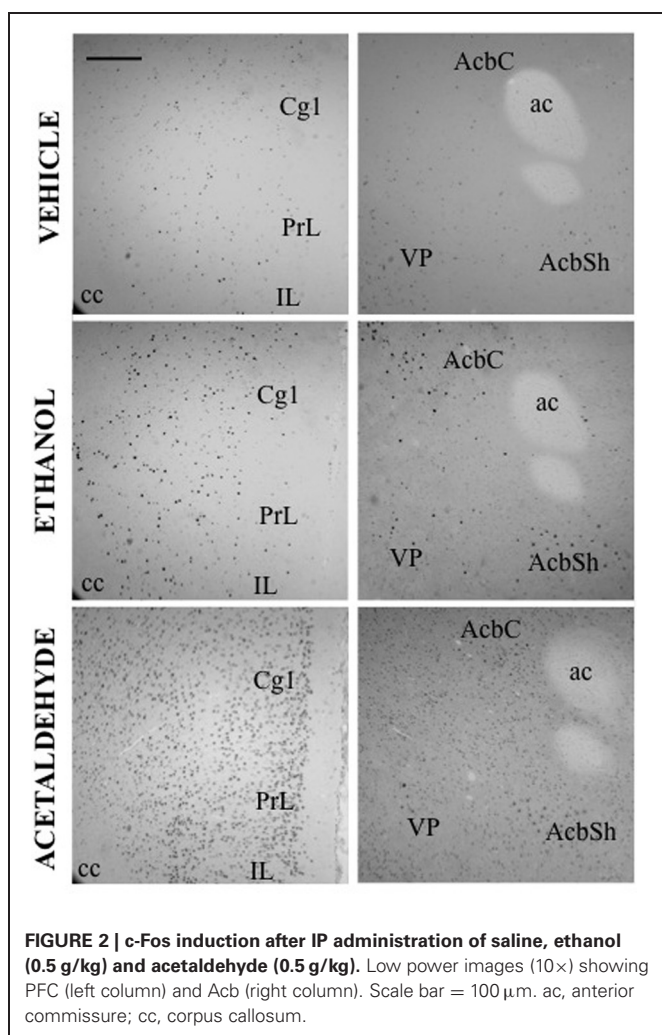 VEHICLE
Cg1
PrL
cc
IL
AcbC
ac
VP
AcbSh
ETHANOL
Cg1
PrL
cc
IL
AcbC
ac
VP
AcbSh
ACETALDEHYDE
Cg1
PrL
cc
IL
AcbC
ac
VP
AcbSh
FIGURE 2 | c-Fos induction after IP administration of saline, ethanol
(0.5 g/kg) and acetaldehyde (0.5 g/kg). Low power images (10×) showing
PFC (left column) and Acb (right column). Scale bar = 100 μm. ac, anterior
commissure; cc, corpus callosum.